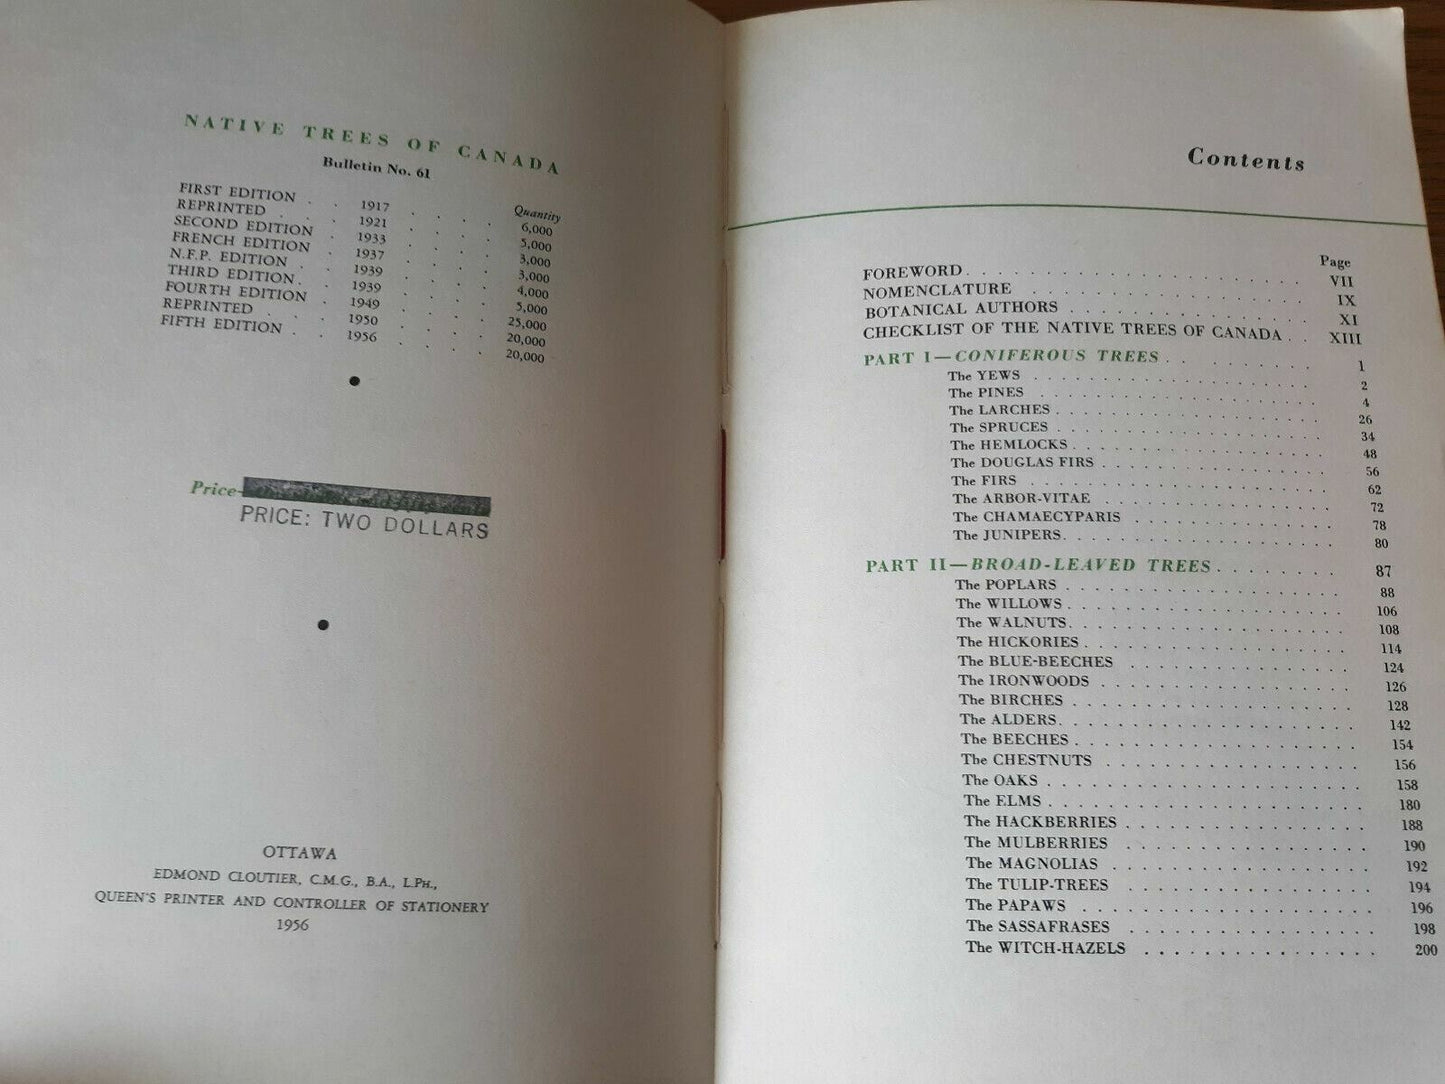 NATIVE TREES OF CANADA
Bulletin No. 61
Quantity
FIRST EDITION . . 1917 . . . . 6,000
REPRINTED . . . 1921 . . . . 5,000
SECOND EDITION . 1933 . . . . 3,000
FRENCH EDITION . 1937 . . . . 3,000
N.F.P. EDITION . . 1939 . . . . 4,000
THIRD EDITION . . 1939 . . . . 5,000
FOURTH EDITION . 1949 . . . . 25,000
REPRINTED . . . 1950 . . . . 20,000
FIFTH EDITION . . 1956 . . . . 20,000
Price-
PRICE: TWO DOLLARS
OTTAWA
EDMOND CLOUTIER, C.M.G., B.A., L.PH.,
QUEEN'S PRINTER AND CONTROLLER OF STATIONERY
1956
Contents
Page
FOREWORD . . . . . . . . . . . . . . . . VII
NOMENCLATURE . . . . . . . . . . . . . . IX
BOTANICAL AUTHORS . . . . . . . . . . . . XI
CHECKLIST OF THE NATIVE TREES OF CANADA . . XIII
PART I—CONIFEROUS TREES . . . . . . . . 1
The YEWS . . . . . . . . . . . . . . 2
The PINES . . . . . . . . . . . . . . 4
The LARCHES . . . . . . . . . . . . . . 26
The SPRUCES . . . . . . . . . . . . . . 34
The HEMLOCKS . . . . . . . . . . . . . . 48
The DOUGLAS FIRS . . . . . . . . . . . . 56
The FIRS . . . . . . . . . . . . . . 62
The ARBOR-VITAE . . . . . . . . . . . . 72
The CHAMAECYPARIS . . . . . . . . . . . 78
The JUNIPERS . . . . . . . . . . . . . . 80
PART II—BROAD-LEAVED TREES . . . . . . . . 87
The POPLARS . . . . . . . . . . . . . . 88
The WILLOWS . . . . . . . . . . . . . . 106
The WALNUTS . . . . . . . . . . . . . . 108
The HICKORIES . . . . . . . . . . . . . . 114
The BLUE-BEECHES . . . . . . . . . . . . 124
The IRONWOODS . . . . . . . . . . . . . 126
The BIRCHES . . . . . . . . . . . . . . 128
The ALDERS . . . . . . . . . . . . . . 142
The BEECHES . . . . . . . . . . . . . . 154
The CHESTNUTS . . . . . . . . . . . . . 156
The OAKS . . . . . . . . . . . . . . 158
The ELMS . . . . . . . . . . . . . . 180
The HACKBERRIES . . . . . . . . . . . . 188
The MULBERRIES . . . . . . . . . . . . 190
The MAGNOLIAS . . . . . . . . . . . . . 192
The TULIP-TREES . . . . . . . . . . . . 194
The PAPAWS . . . . . . . . . . . . . . 196
The SASSAFRASES . . . . . . . . . . . . 198
The WITCH-HAZELS . . . . . . . . . . . . 200